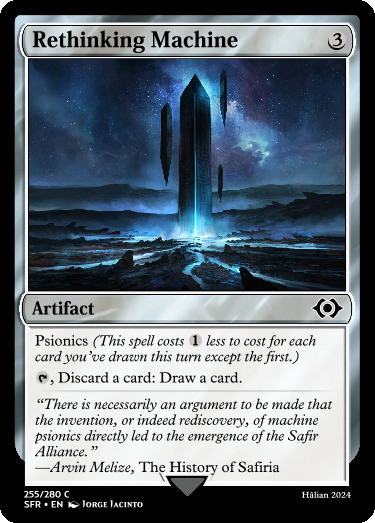 Rethinking Machine 3
Artifact
Psionics (This spell costs 1 less to cost for each
card you've drawn this turn except the first.)
, Discard a card: Draw a card.
"There is necessarily an argument to be made that
the invention, or indeed rediscovery, of machine
psionics directly led to the emergence of the Safir
Alliance."
—Arvin Melize, The History of Safiria
255/280 C
SFR • EN Jorge Jacinto
Hâlian 2024